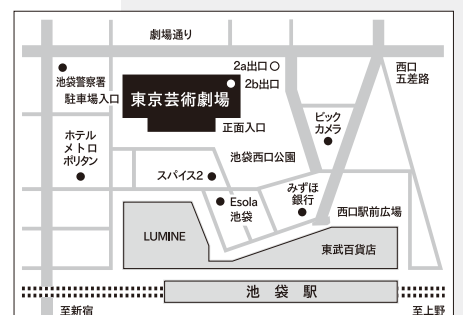 劇場通り
2a出口
2b出口
西口
五差路
池袋警察署
駐車場入口
東京芸術劇場
正面入口
ビック
カメラ
ホテル
メトロ
ポリタン
池袋西口公園
スパイス2
みずほ
銀行
Esola
池袋
西口駅前広場
LUMINE
東武百貨店
池袋駅
至新宿
至上野